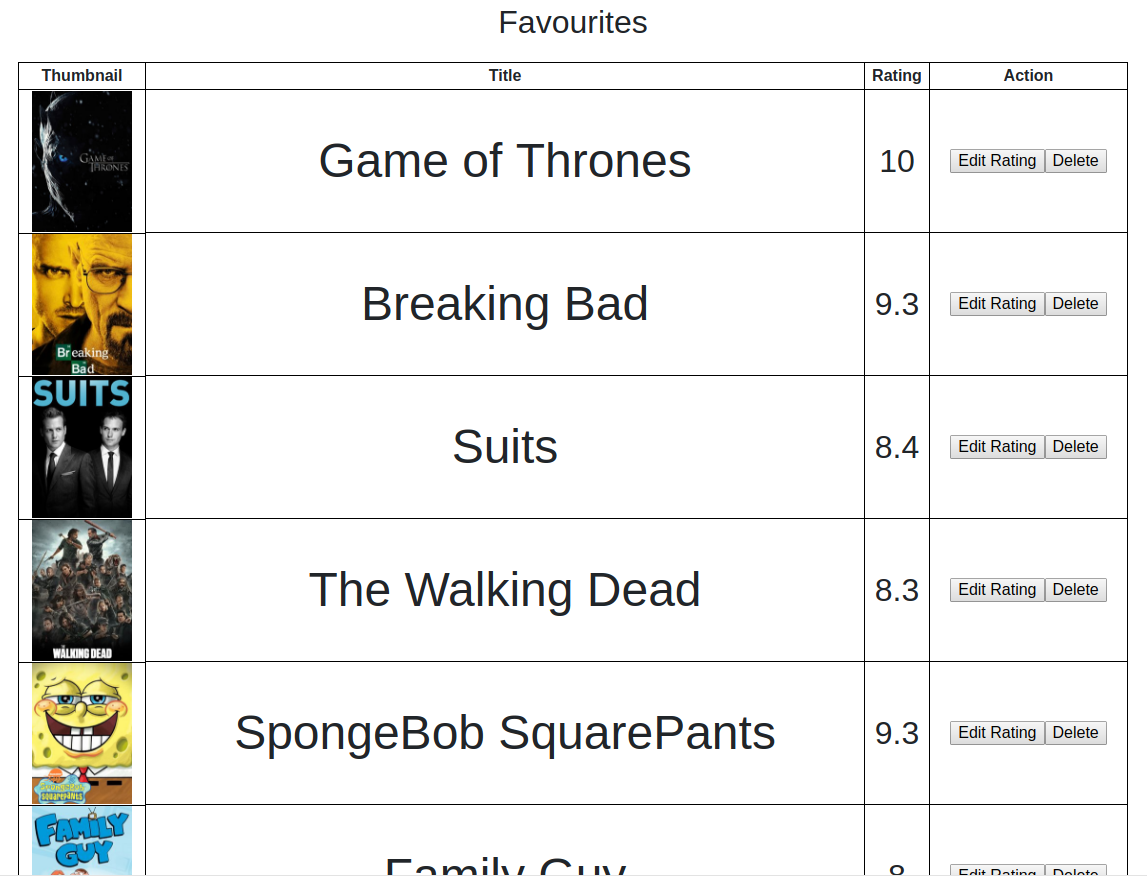 Favourites
Thumbnail Title Rating Action
GAME OF THRONES
Game of Thrones 10 Edit Rating Delete
Breaking Bad 9.3 Edit Rating Delete
Breaking
Bad
SUITS
Suits 8.4 Edit Rating Delete
The Walking Dead 8.3 Edit Rating Delete
WALKING DEAD
SpongeBob SquarePants 9.3 Edit Rating Delete
SquarePants
FAMILY
GUY
Family Guy 8 Edit Rating Delete